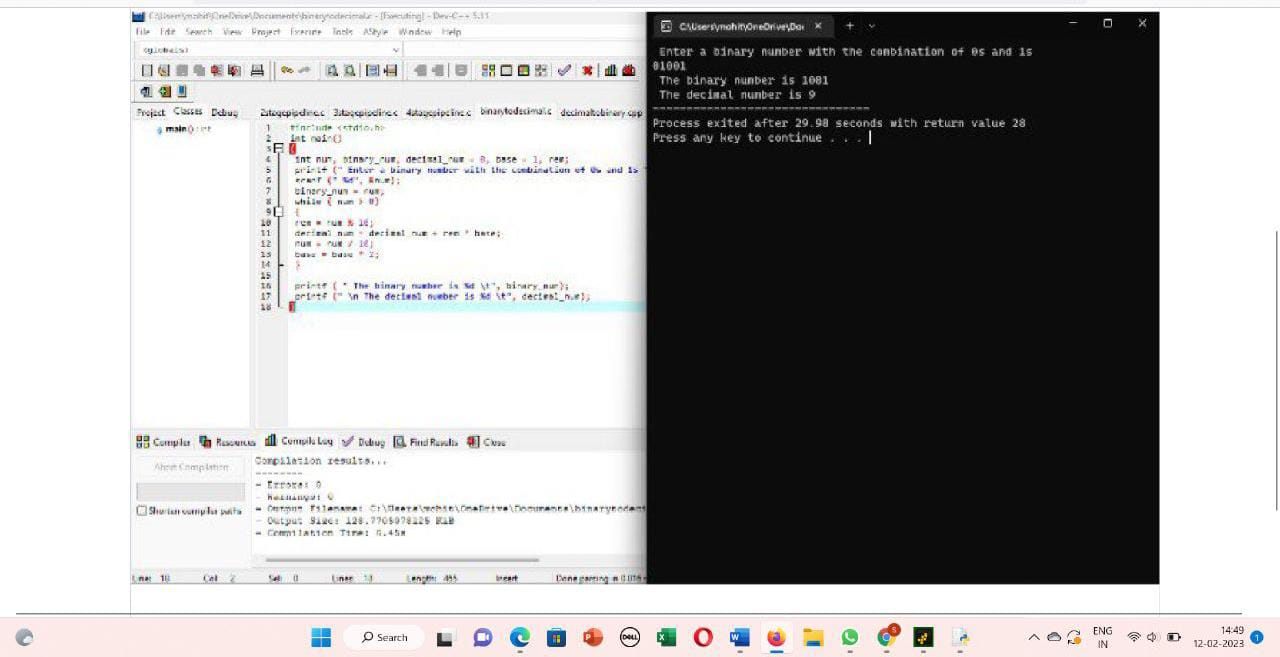 C:\Users\mohit\OneDrive\Documents\binarytodecimal.c - [Executing] - Dev-C++ 5.11
File Edit Search View Project Execute Tools AStyle Window Help
(globals)
Project Classes Debug
2stagepipeline.c 3stagepipeline.c 4stagepipeline.c binarytodecimal.c decimaltobinary.cpp
main() : int
1 #include <stdio.h>
2 int main()
3 {
4 int num, binary_num, decimal_num = 0, base = 1, rem;
5 printf (" Enter a binary number with the combination of 0s and 1s
6 scanf (" %d", &num);
7 binary_num = num;
8 while ( num > 0)
9 {
10 rem = num % 10;
11 decimal_num = decimal_num + rem * base;
12 num = num / 10;
13 base = base * 2;
14 }
15
16 printf ( " The binary number is %d \t", binary_num);
17 printf (" \n The decimal number is %d \t", decimal_num);
18 }
Compiler Resources Compile Log Debug Find Results Close
Abort Compilation
Shorten compiler paths
Compilation results...
--------
- Errors: 0
- Warnings: 0
- Output Filename: C:\Users\mohit\OneDrive\Documents\binarytodeci
- Output Size: 128.7705078125 KiB
- Compilation Time: 6.45s
Line: 18 Col: 2 Sel: 0 Lines: 18 Length: 455 Insert Done parsing in 0.016
C:\Users\mohit\OneDrive\Doc
Enter a binary number with the combination of 0s and 1s
01001
The binary number is 1001
The decimal number is 9
--------------------------------
Process exited after 29.98 seconds with return value 28
Press any key to continue . . .
Search
DELL
5
ENG
IN
14:49
12-02-2023
1